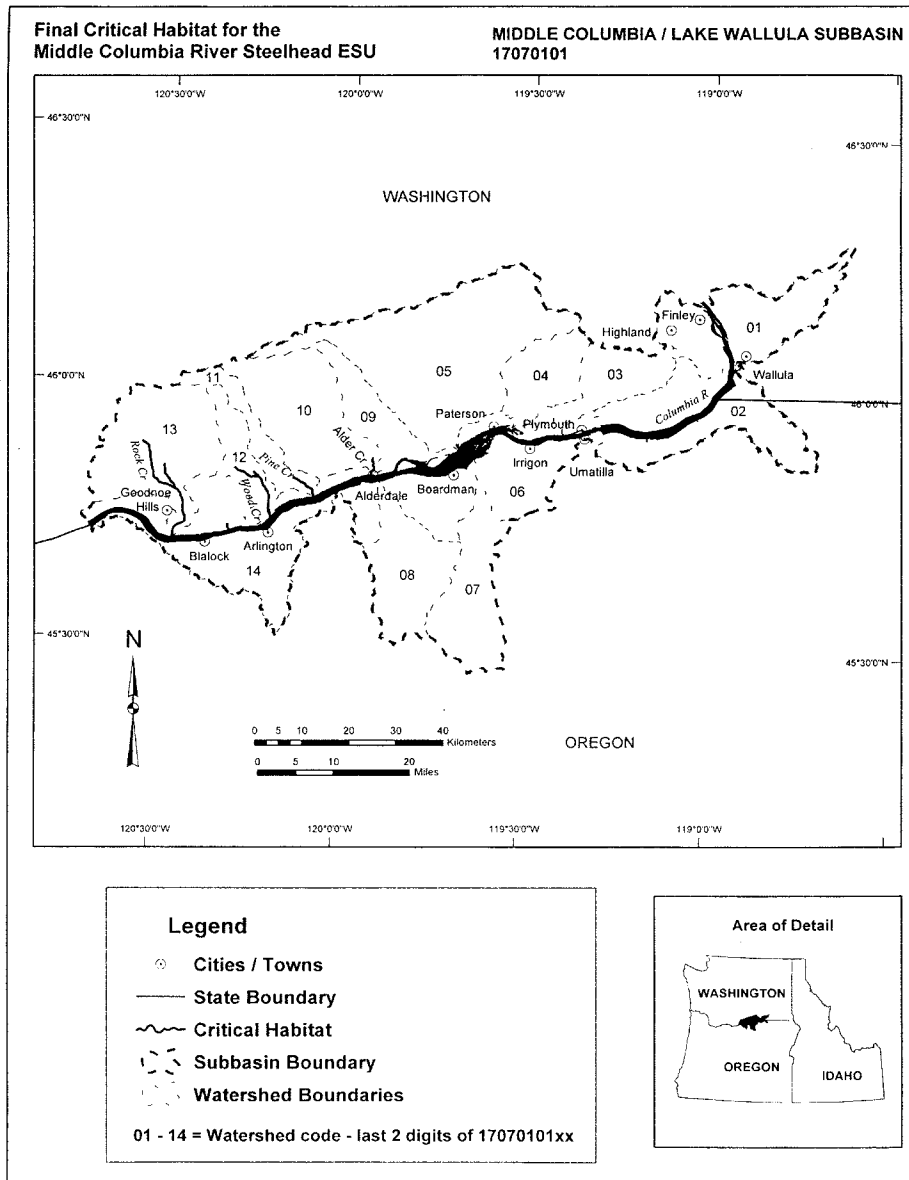 Final Critical Habitat for the
Middle Columbia River Steelhead ESU
MIDDLE COLUMBIA / LAKE WALLULA SUBBASIN
17070101
120°30'0"W
120°0'0"W
119°30'0"W
119°0'0"W
46°30'0"N
46°30'0"N
WASHINGTON
Finley
01
Highland
Wallula
46°0'0"N
11
05
04
03
46°0'0"N
02
10
09
Paterson
Plymouth
Columbia R
13
Rock Cr
12
Pine Cr
Alder Cr
Wood Cr
Irrigon
Umatilla
Goodnoe
Hills
Alderdale
Boardman
06
Blalock
Arlington
14
08
07
45°30'0"N
45°30'0"N
N
0 5 10 20 30 40
Kilometers
0 5 10 20
Miles
OREGON
120°30'0"W
120°0'0"W
119°30'0"W
119°0'0"W
Legend
Cities / Towns
State Boundary
Critical Habitat
Subbasin Boundary
Watershed Boundaries
01 - 14 = Watershed code - last 2 digits of 17070101xx
Area of Detail
WASHINGTON
OREGON
IDAHO